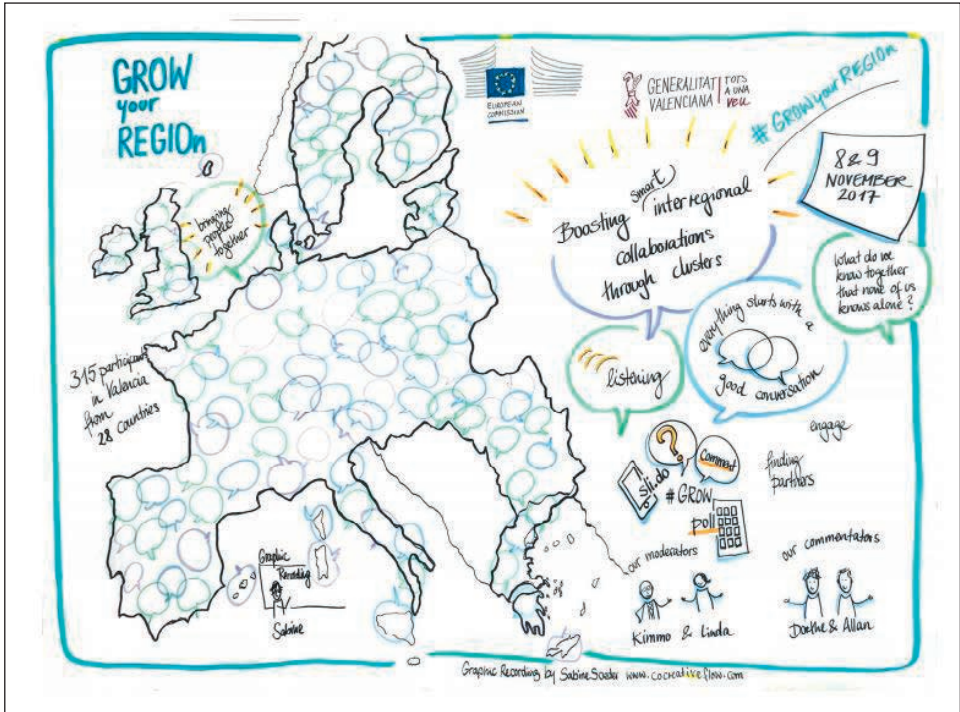 GROW
your
REGIOn
bringing
people
together
315 participants
in Valencia
from
28 countries
EUROPEAN
COMMISSION
GENERALITAT
VALENCIANA
TOTS
A UNA
veu
#GROWyourREGIOn
8&9
NOVEMBER
2017
Boosting smart interregional
collaborations
through clusters
What do we
know together
that none of us
knows alone?
everything starts with a
good conversation
listening
engage
finding
partners
sli.do
?
Comment
#GROW
poll
our moderators
Kimmo & Linda
our commentators
Dorthe & Allan
Graphic
Recording
Sabine
Graphic Recording by Sabine Soeder www.cocreativeflow.com